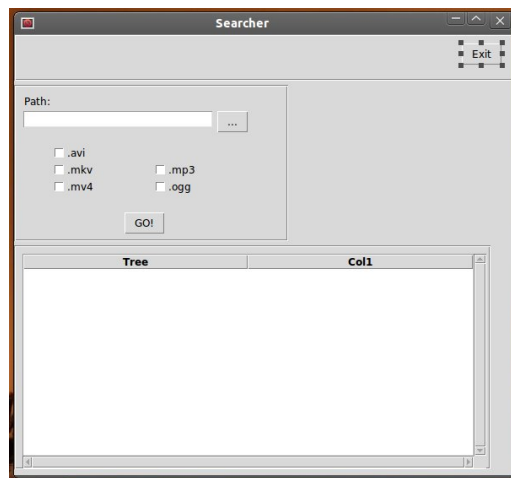 Searcher
Exit
Path:
...
.avi
.mkv .mp3
.mv4 .ogg
GO!
Tree Col1